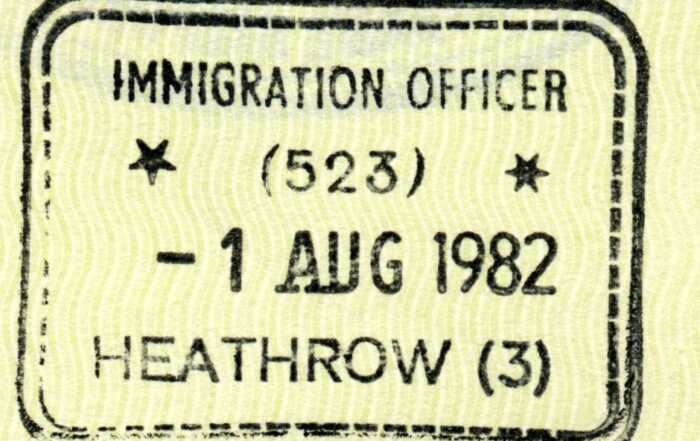 IMMIGRATION OFFICER
★ (523) ★
- 1 AUG 1982
HEATHROW (3)